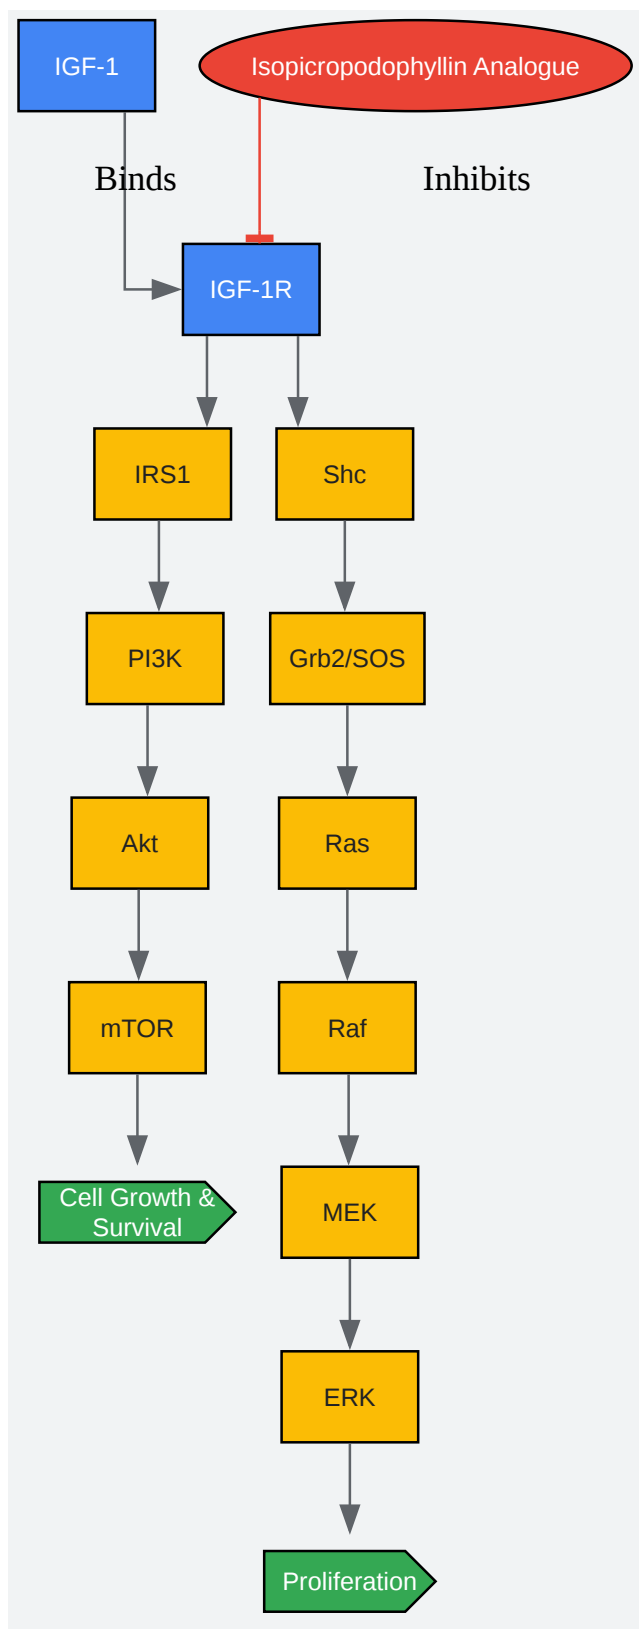 IGF-1
Isopicropodophyllin Analogue
Binds
Inhibits
IGF-1R
IRS1
Shc
PI3K
Grb2/SOS
Akt
Ras
mTOR
Raf
Cell Growth &
Survival
MEK
ERK
Proliferation